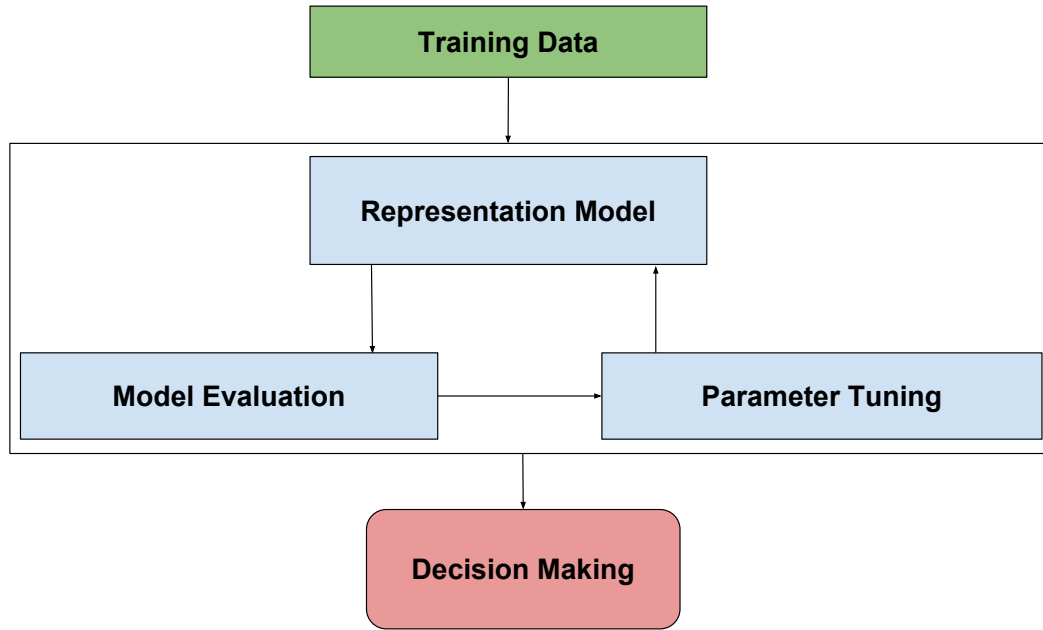 Training Data
Representation Model
Model Evaluation
Parameter Tuning
Decision Making